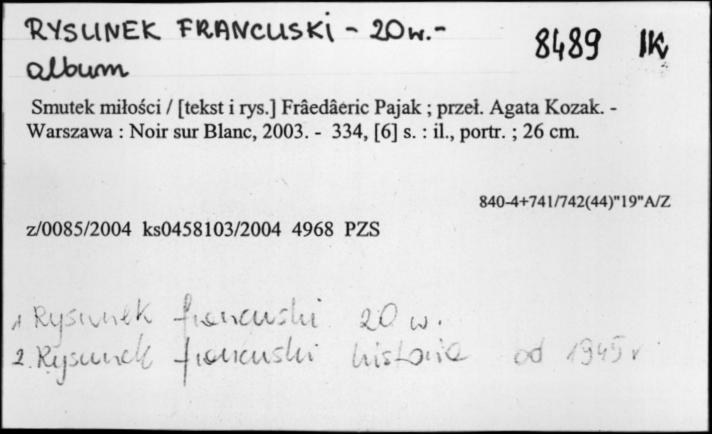 RYSUNEK FRANCUSKI - 20w.- 8489 IK
album
Smutek miłości / [tekst i rys.] Frâedâeric Pajak ; przeł. Agata Kozak. -
Warszawa : Noir sur Blanc, 2003. - 334, [6] s. : il., portr. ; 26 cm.
840-4+741/742(44)"19"A/Z
z/0085/2004 ks0458103/2004 4968 PZS
1. Rysunek francuski 20 w.
2. Rysunek francuski historia od 1945 r